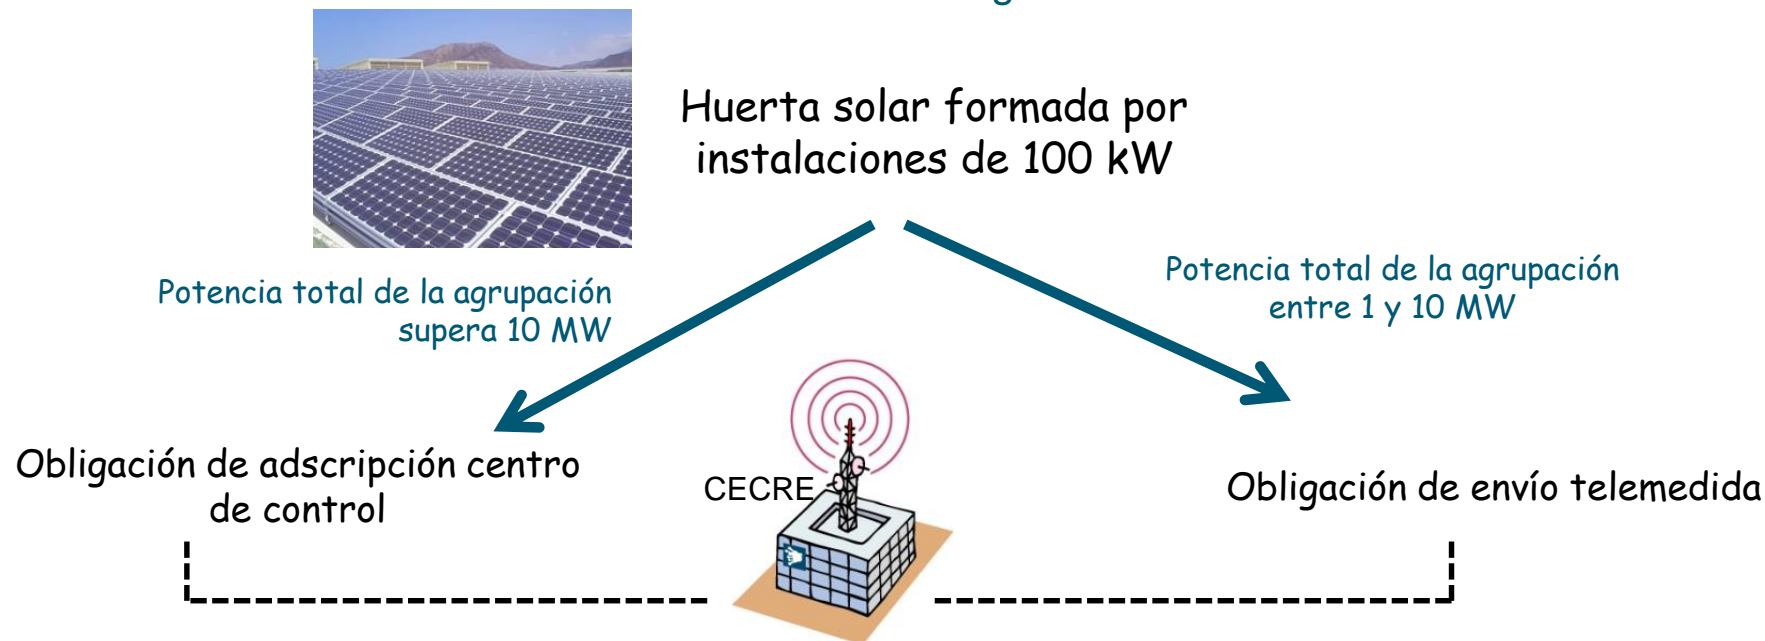 Huerta solar formada por
instalaciones de 100 kW
Potencia total de la agrupación
supera 10 MW
Potencia total de la agrupación
entre 1 y 10 MW
Obligación de adscripción centro
de control
CECRE
Obligación de envío telemedida